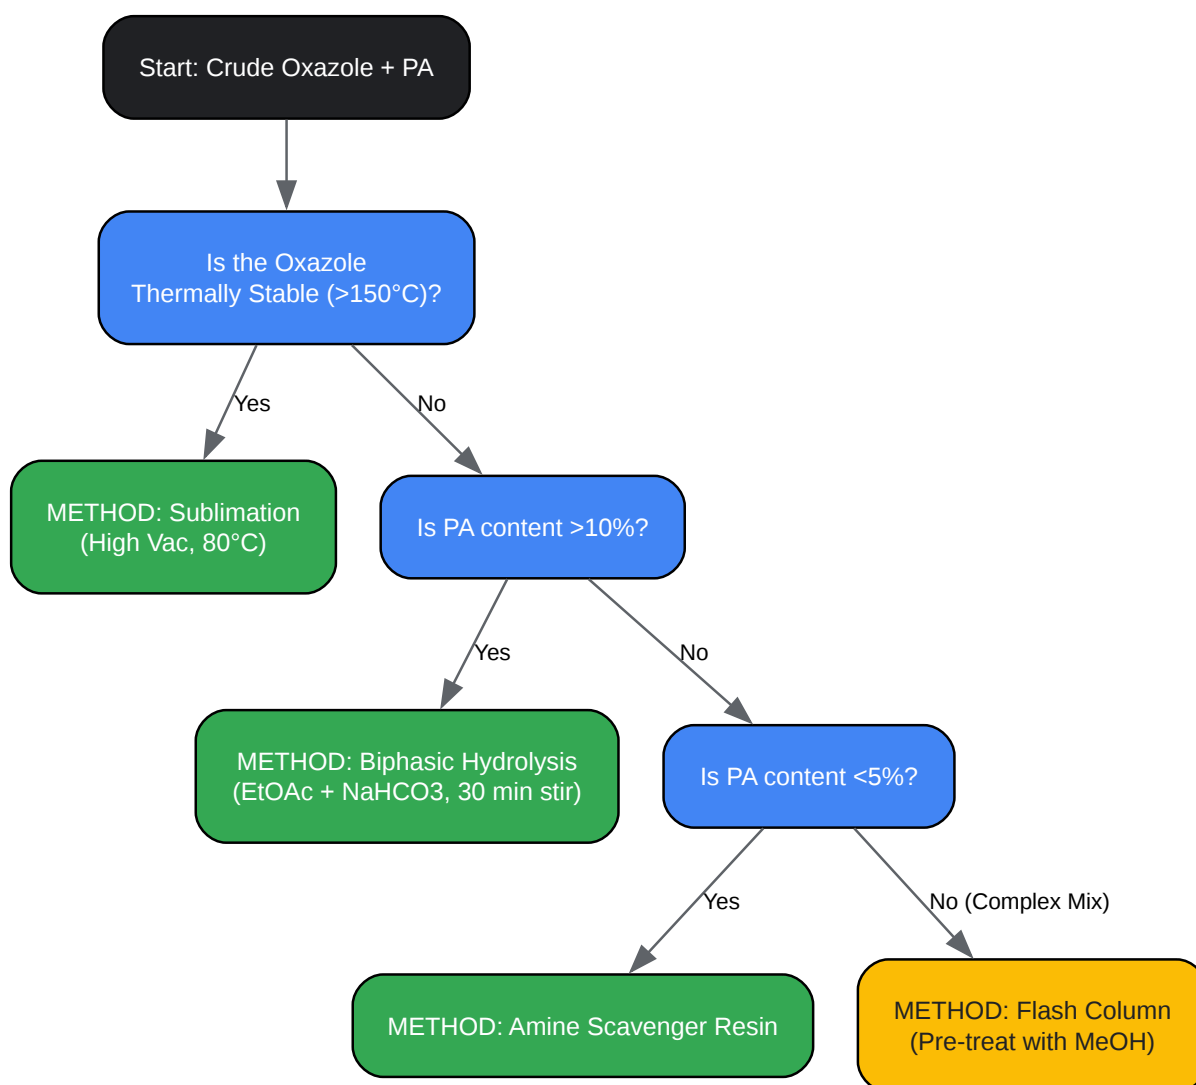 Start: Crude Oxazole + PA
Is the Oxazole
Thermally Stable (>150°C)?
Yes
No
METHOD: Sublimation
(High Vac, 80°C)
Is PA content >10%?
Yes
No
METHOD: Biphasic Hydrolysis
(EtOAc + NaHCO3, 30 min stir)
Is PA content <5%?
Yes
No (Complex Mix)
METHOD: Amine Scavenger Resin
METHOD: Flash Column
(Pre-treat with MeOH)